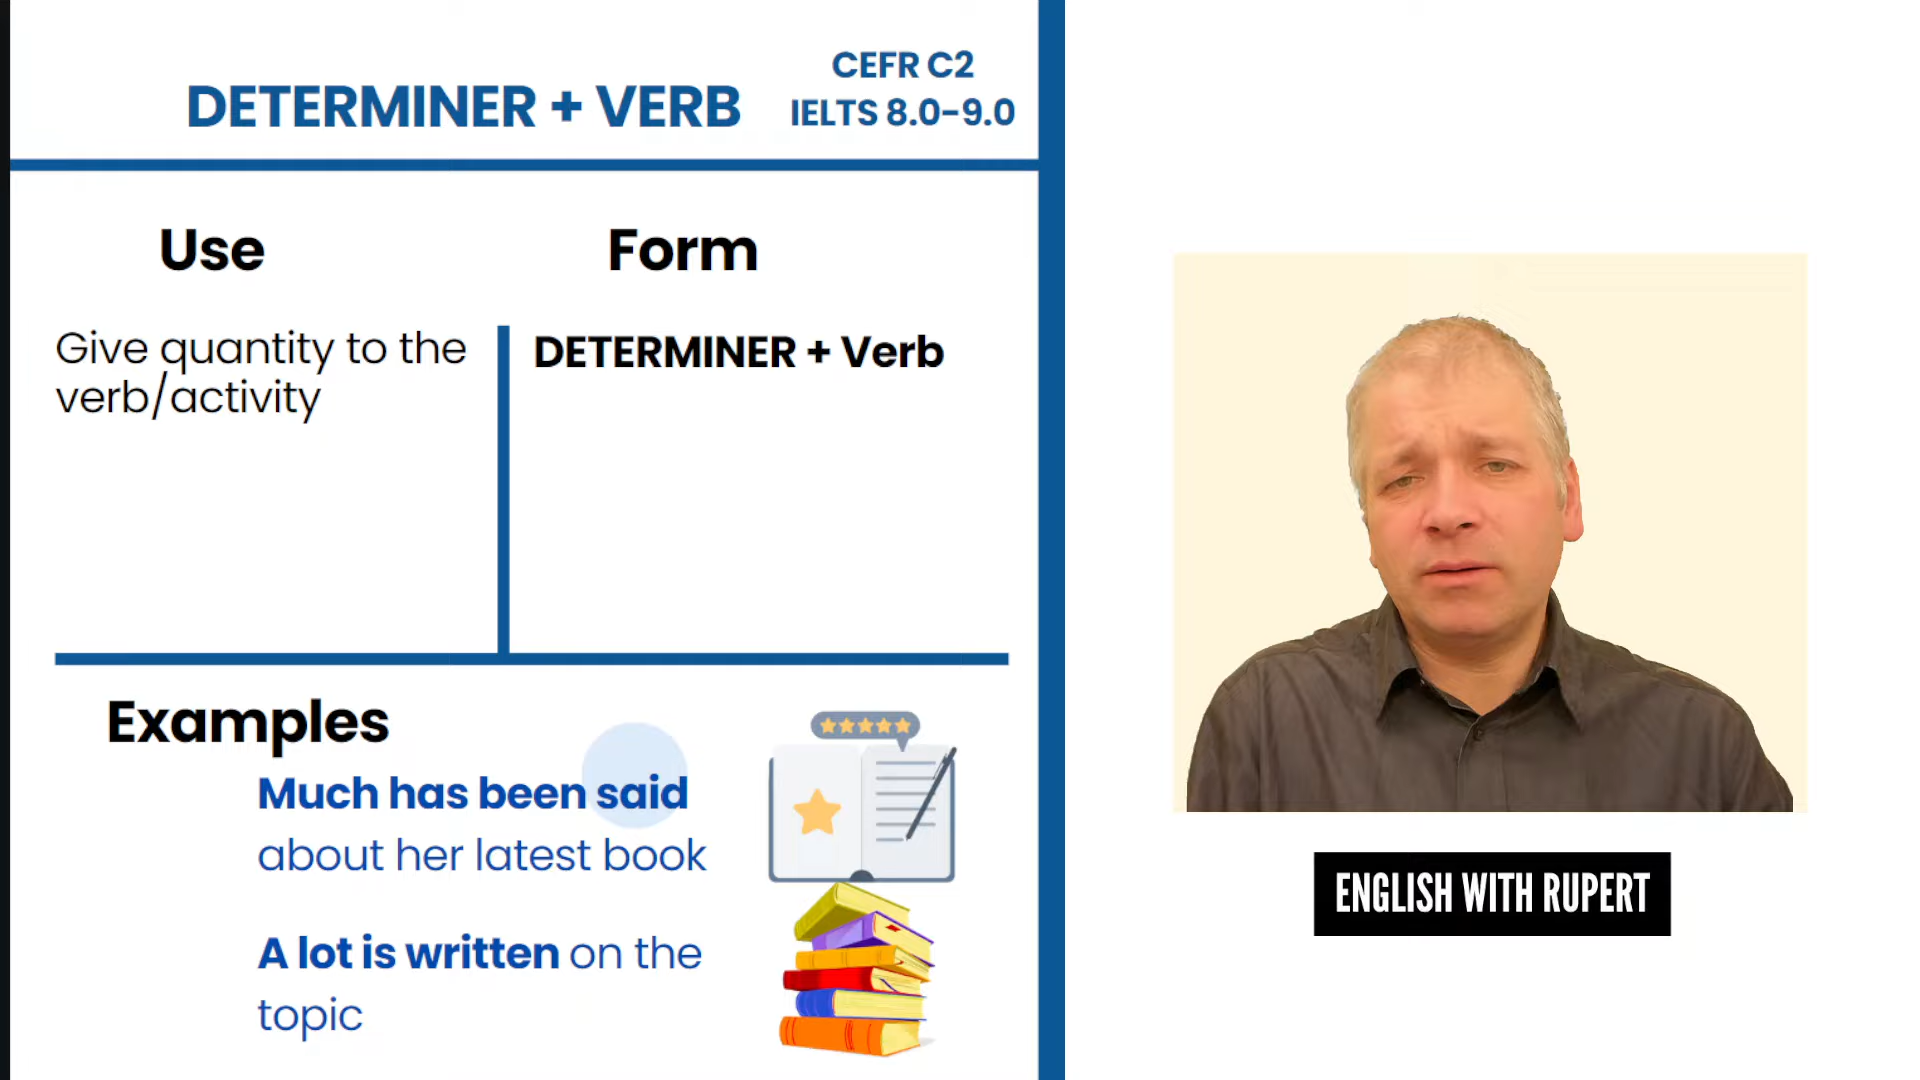 DETERMINER + VERB
CEFR C2
IELTS 8.0-9.0
Use
Give quantity to the
verb/activity
Form
DETERMINER + Verb
Examples
Much has been said
about her latest book
A lot is written on the
topic
ENGLISH WITH RUPERT